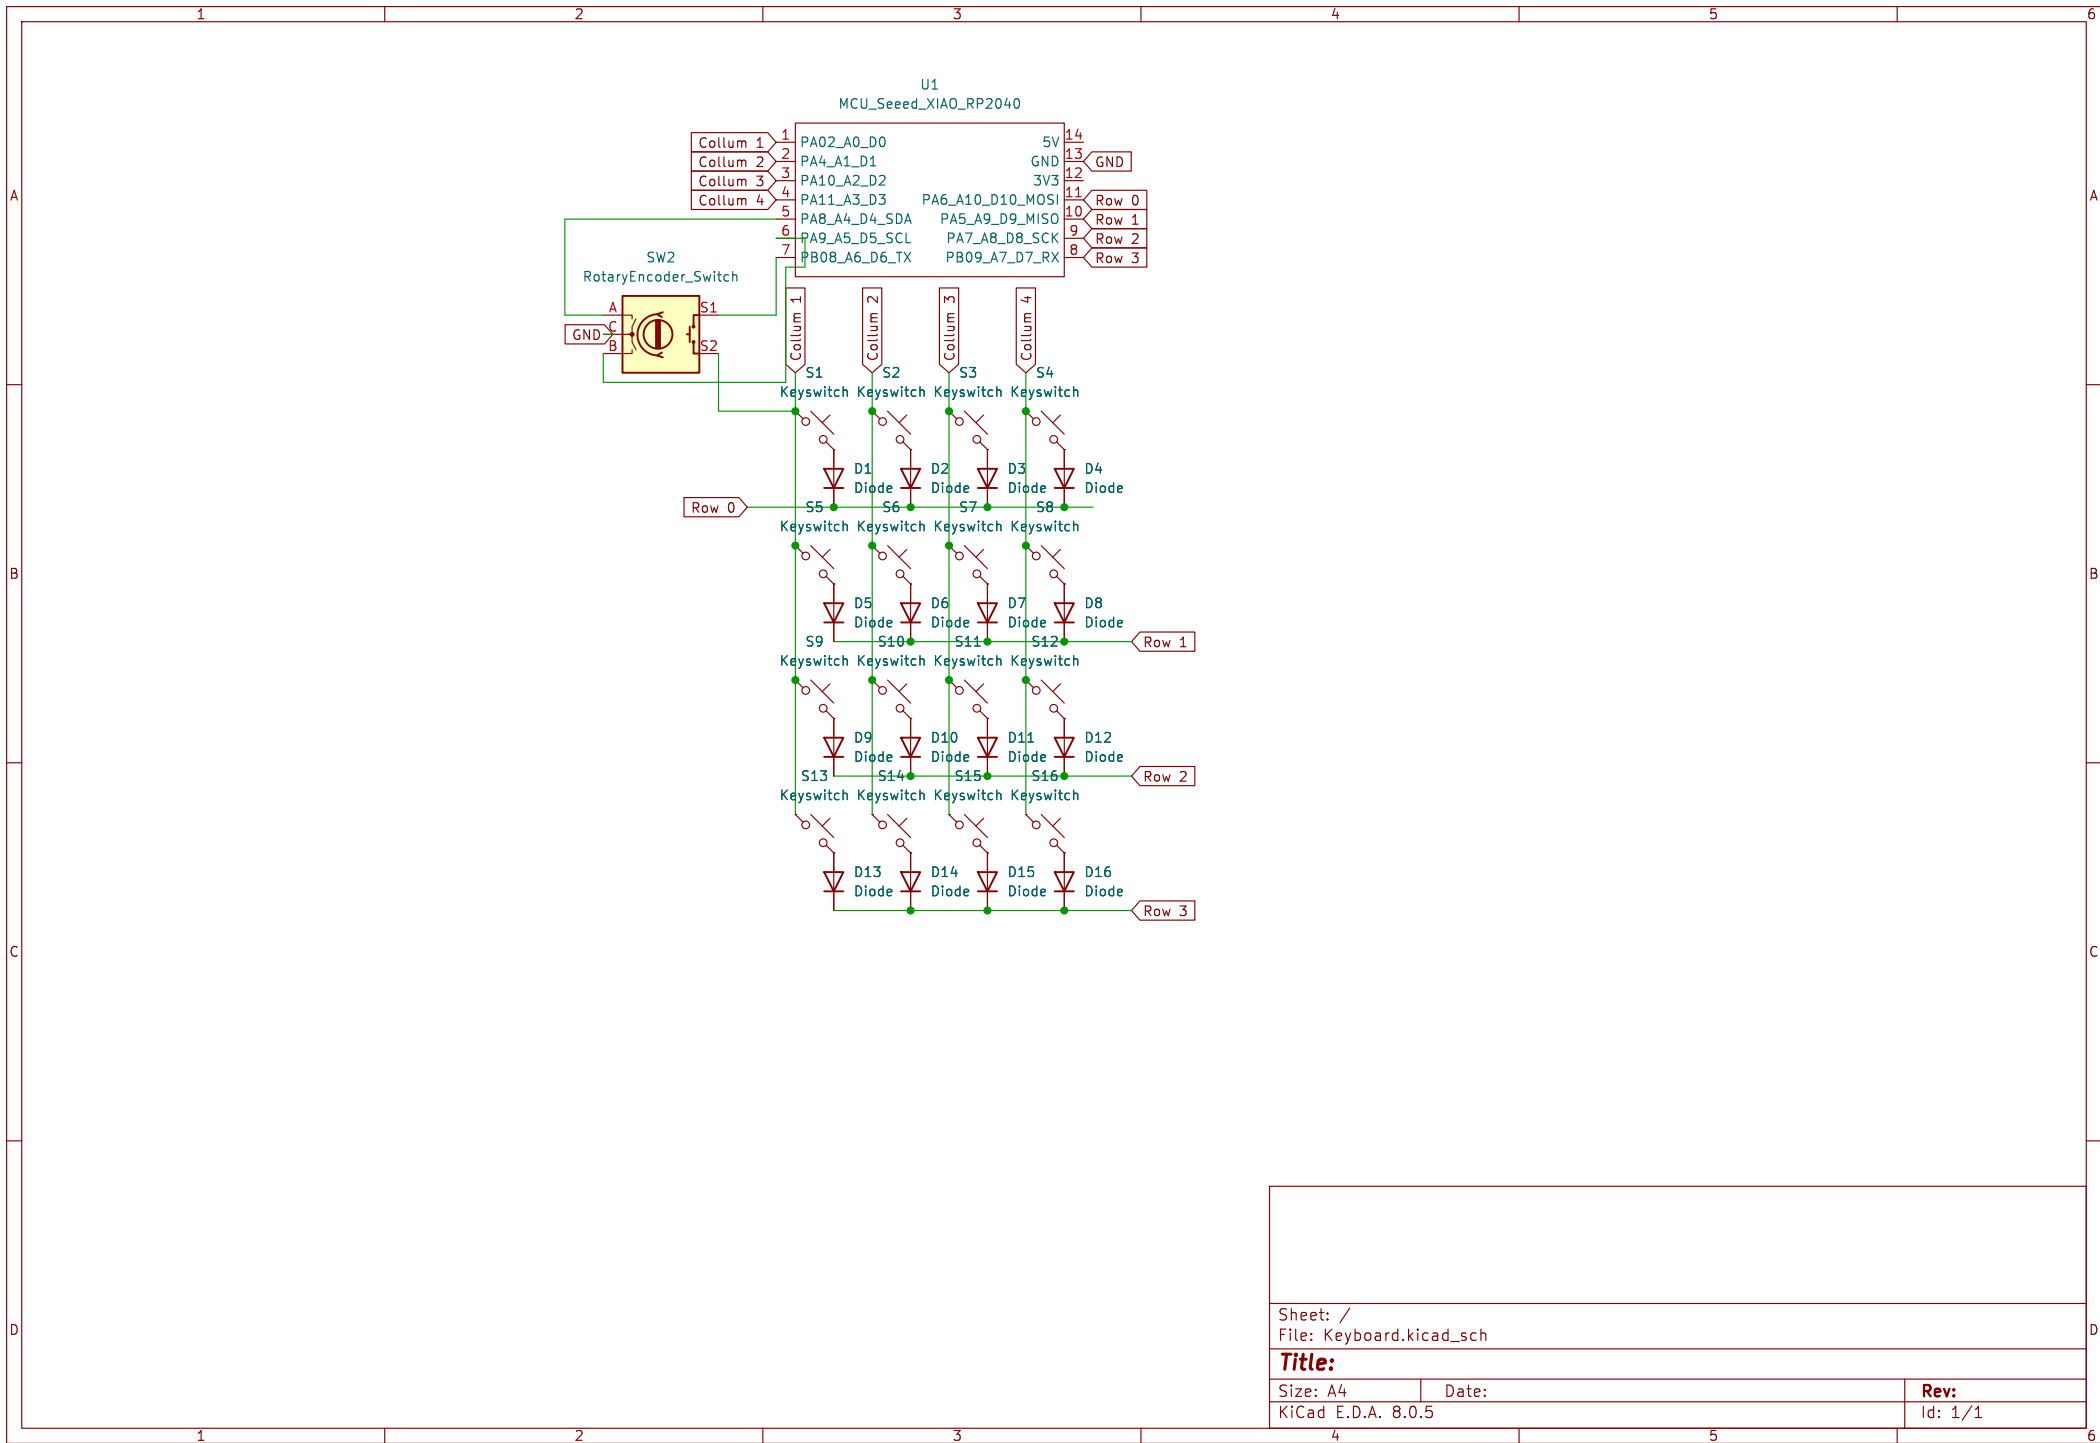 1 2 3 4 5 6
U1
MCU_Seeed_XIAO_RP2040
Collum 1 1 PA02_A0_D0 5V 14
Collum 2 2 PA4_A1_D1 GND 13 GND
Collum 3 3 PA10_A2_D2 3V3 12
A Collum 4 4 PA11_A3_D3 PA6_A10_D10_MOSI 11 Row 0 A
5 PA8_A4_D4_SDA PA5_A9_D9_MISO 10 Row 1
6 PA9_A5_D5_SCL PA7_A8_D8_SCK 9 Row 2
7 PB08_A6_D6_TX PB09_A7_D7_RX 8 Row 3
SW2
RotaryEncoder_Switch
A S1
GND C
B S2
Collum 1 Collum 2 Collum 3 Collum 4
S1 S2 S3 S4
Keyswitch Keyswitch Keyswitch Keyswitch
D1 D2 D3 D4
Diode Diode Diode Diode
Row 0 S5 S6 S7 S8
Keyswitch Keyswitch Keyswitch Keyswitch
B B
D5 D6 D7 D8
Diode Diode Diode Diode
S9 S10 S11 S12 Row 1
Keyswitch Keyswitch Keyswitch Keyswitch
D9 D10 D11 D12
Diode Diode Diode Diode
S13 S14 S15 S16 Row 2
Keyswitch Keyswitch Keyswitch Keyswitch
D13 D14 D15 D16
Diode Diode Diode Diode
Row 3
C C
Sheet: /
D File: Keyboard.kicad_sch D
Title:
Size: A4 Date: Rev:
KiCad E.D.A. 8.0.5 Id: 1/1
1 2 3 4 5 6